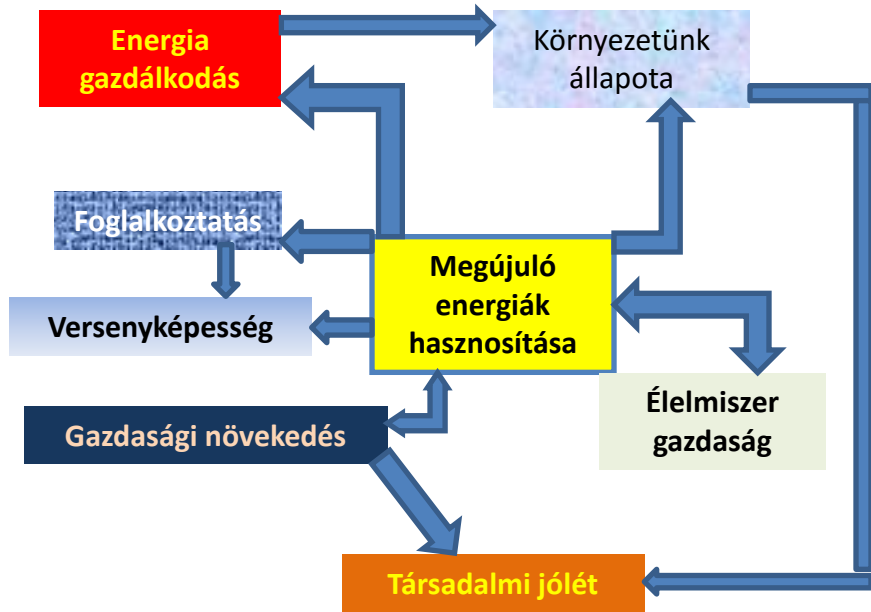 Energia
gazdálkodás
Környezetünk
állapota
Foglalkoztatás
Megújuló
energiák
hasznosítása
Versenyképesség
Élelmiszer
gazdaság
Gazdasági növekedés
Társadalmi jólét